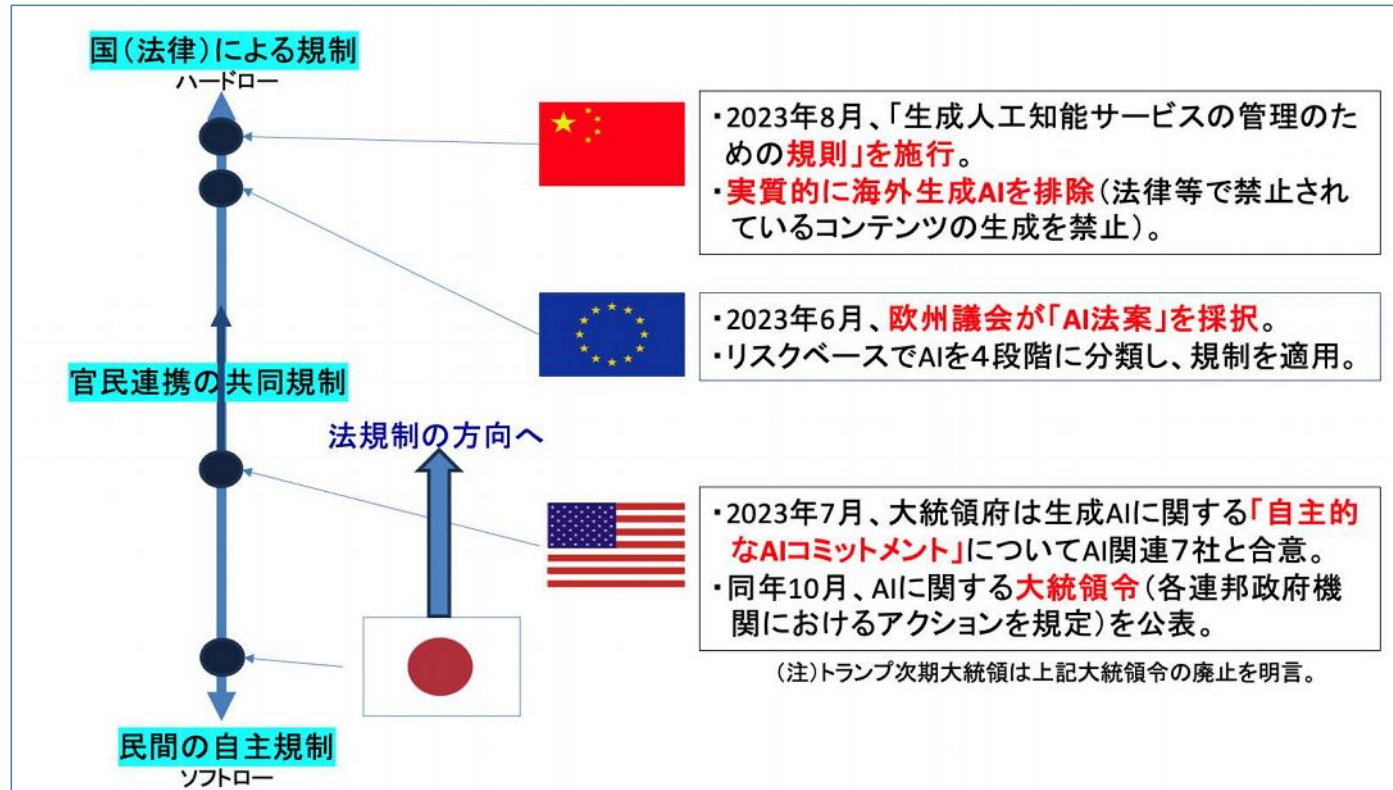 国(法律)による規制
ハードロー
・2023年8月、「生成人工知能サービスの管理のた
めの規則」を施行。
・実質的に海外生成AIを排除(法律等で禁止され
ているコンテンツの生成を禁止)。
・2023年6月、欧州議会が「AI法案」を採択。
・リスクベースでAIを４段階に分類し、規制を適用。
官民連携の共同規制
法規制の方向へ
・2023年7月、大統領府は生成AIに関する「自主的
なAIコミットメント」についてAI関連７社と合意。
・同年10月、AIに関する大統領令(各連邦政府機
関におけるアクションを規定)を公表。
(注)トランプ次期大統領は上記大統領令の廃止を明言。
民間の自主規制
ソフトロー